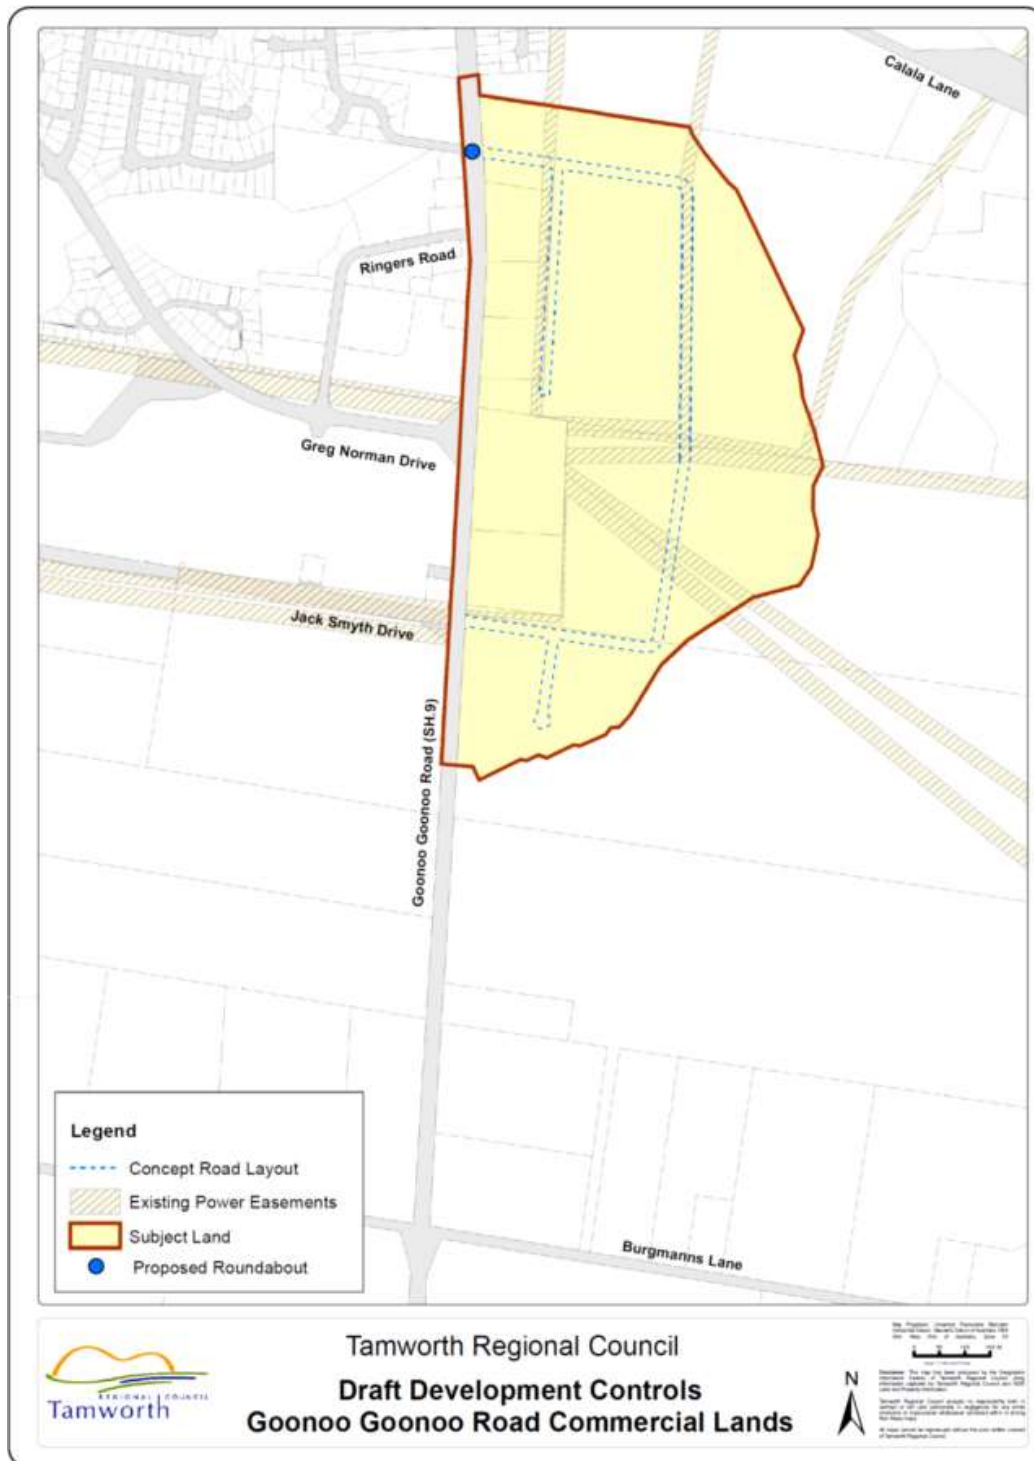 Calala Lane
Ringers Road
Greg Norman Drive
Jack Smyth Drive
Goonoo Goonoo Road (SH.9)
Legend
Concept Road Layout
Existing Power Easements
Subject Land
Proposed Roundabout
Burgmanns Lane
REGIONAL COUNCIL
Tamworth
Tamworth Regional Council
Draft Development Controls
Goonoo Goonoo Road Commercial Lands
N